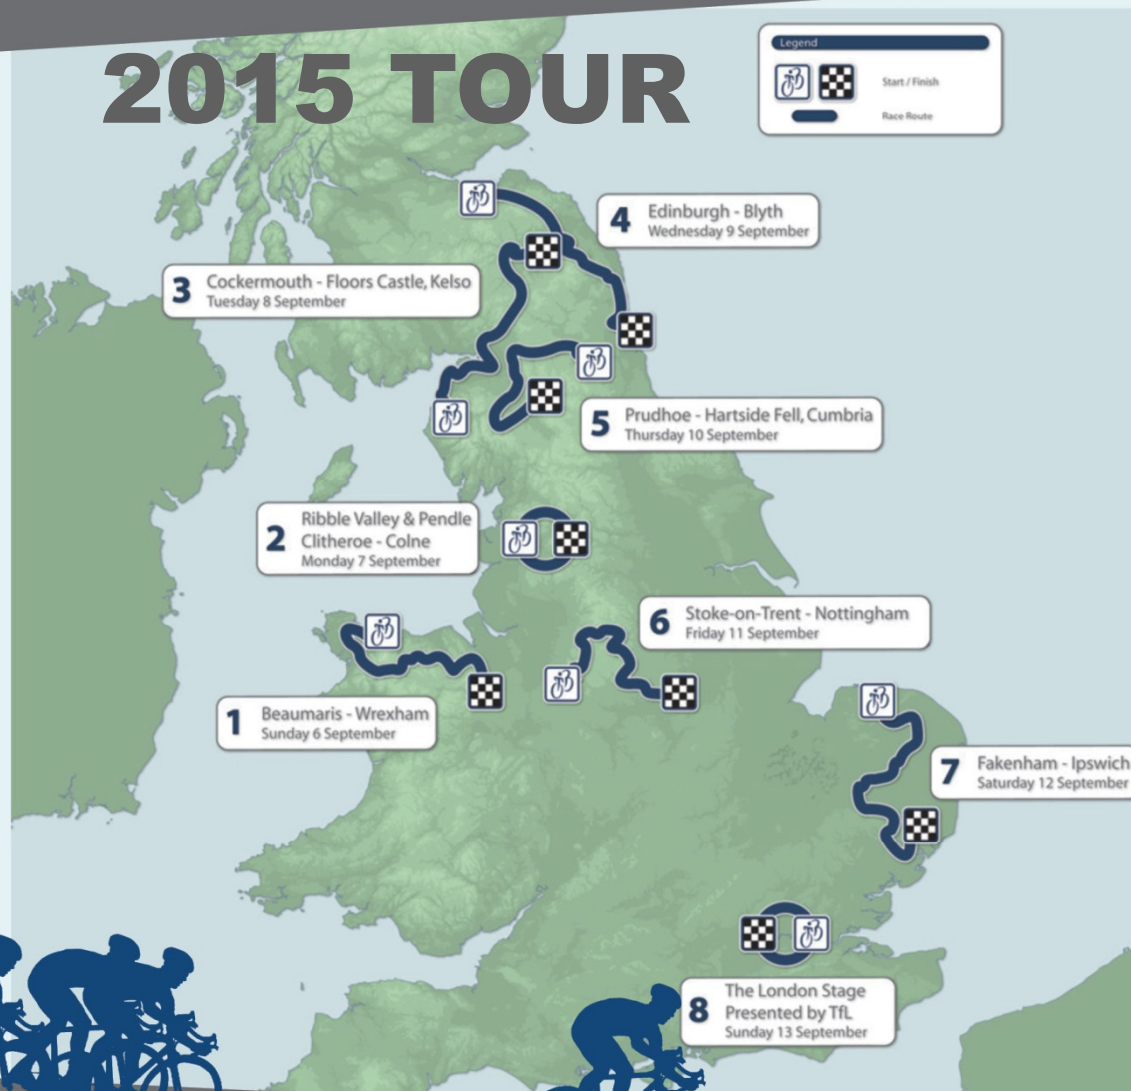 2015 TOUR
Legend
Start / Finish
Race Route
4
Edinburgh - Blyth
Wednesday 9 September
3
Cockermouth - Floors Castle, Kelso
Tuesday 8 September
5
Prudhoe - Hartside Fell, Cumbria
Thursday 10 September
2
Ribble Valley & Pendle
Clitheroe - Colne
Monday 7 September
6
Stoke-on-Trent - Nottingham
Friday 11 September
1
Beaumaris - Wrexham
Sunday 6 September
7
Fakenham - Ipswich
Saturday 12 September
8
The London Stage
Presented by TfL
Sunday 13 September